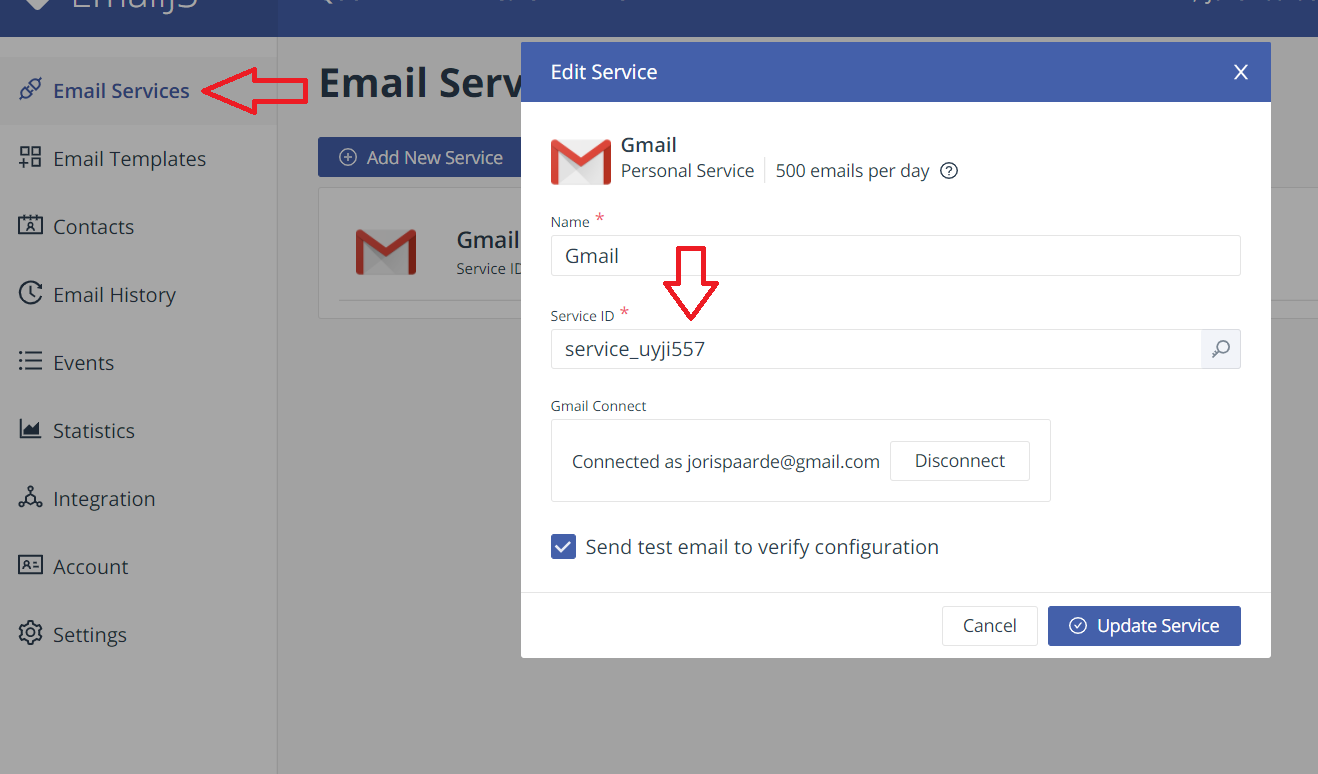 EmailJS
Email Services
Email Templates
Contacts
Email History
Events
Statistics
Integration
Account
Settings
Email Serv
Add New Service
Gmail
Service ID
Edit Service
X
Gmail
Personal Service
500 emails per day ?
Name *
Gmail
Service ID *
service_uyji557
Gmail Connect
Connected as jorispaarde@gmail.com
Disconnect
Send test email to verify configuration
Cancel
Update Service